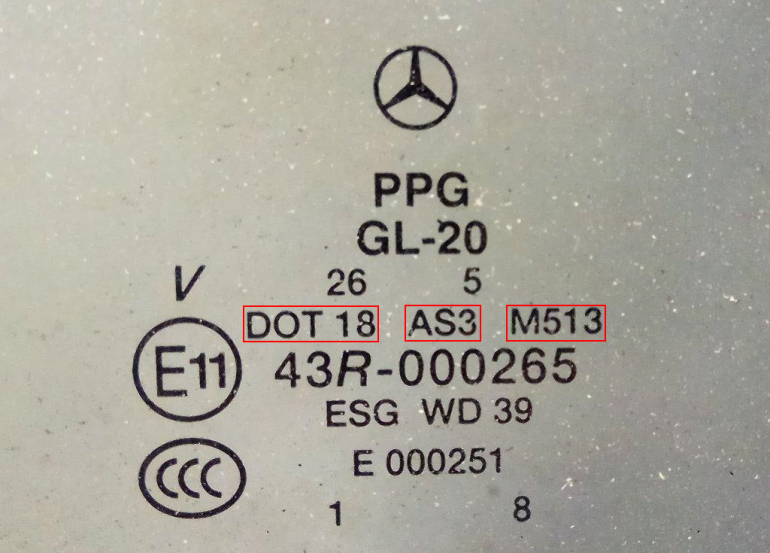 PPG
GL-20
V 26 5
DOT 18 AS3 M513
E11 43R-000265
ESG WD 39
CCC E 000251
1 8